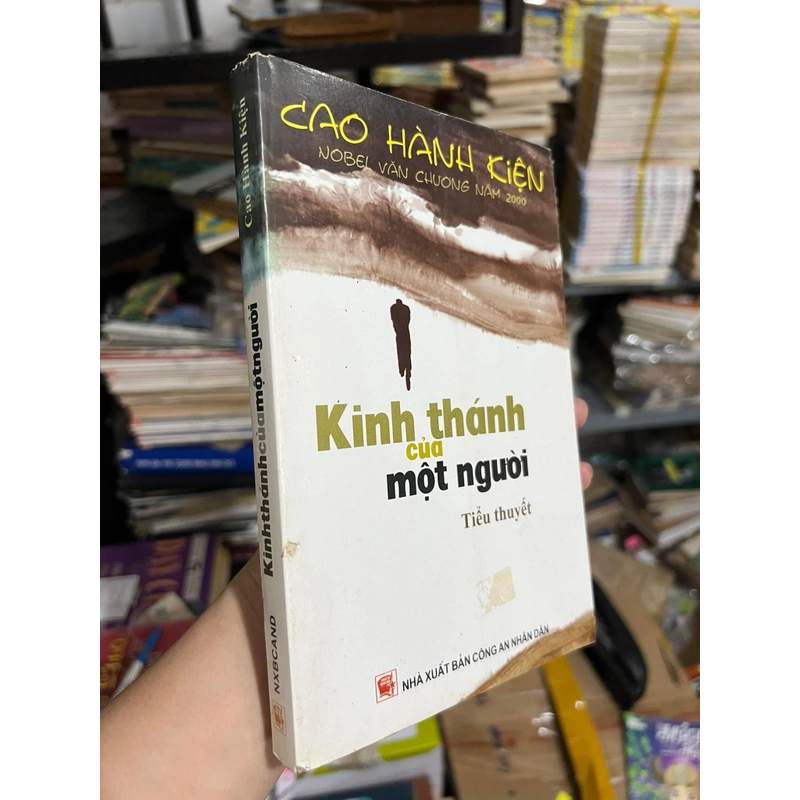 CAO HÀNH KIỆN
NOBEL VĂN CHƯƠNG NĂM 2000
Kinh thánh
của
một người
Tiểu thuyết
NHÀ XUẤT BẢN CÔNG AN NHÂN DÂN
Cao Hành Kiện
Kinhthánhcủamộtngười
NXBCAND